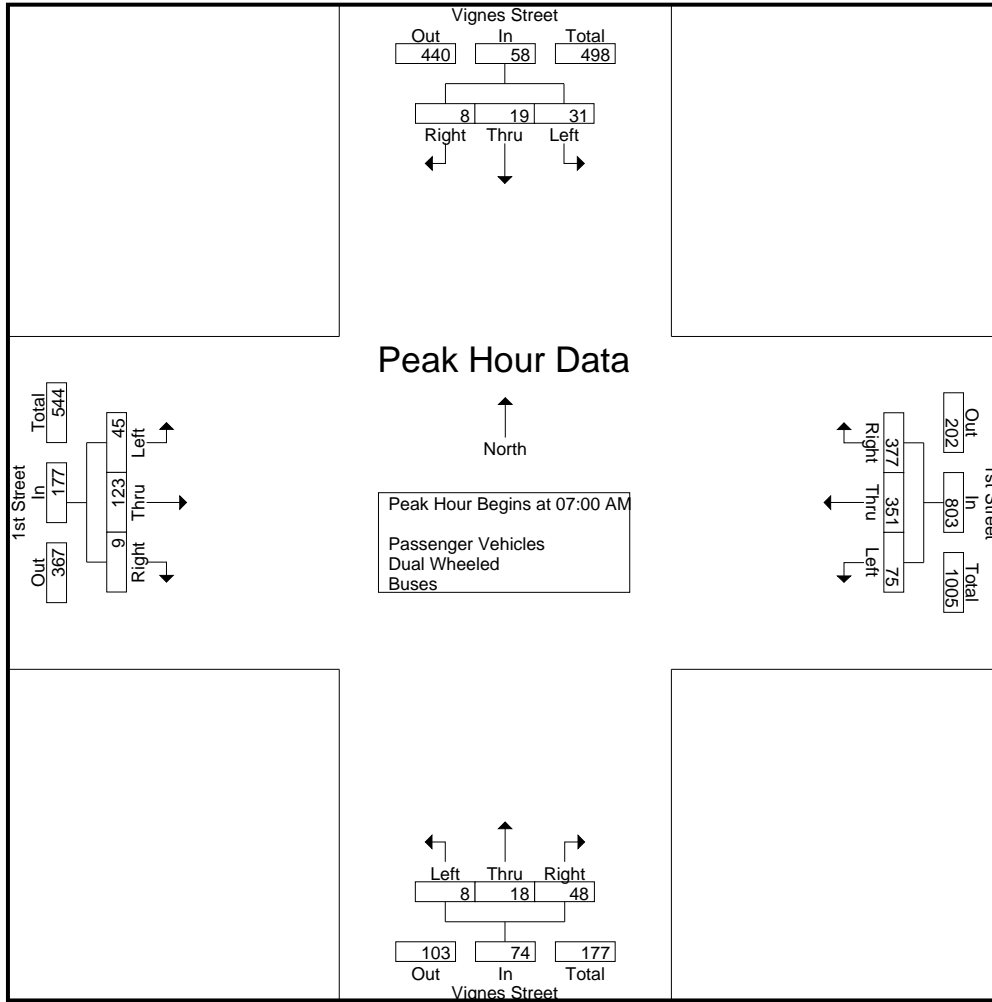 Vignes Street
Out In Total
440 58 498
8 19 31
Right Thru Left
Peak Hour Data
North
Peak Hour Begins at 07:00 AM
Passenger Vehicles
Dual Wheeled
Buses
1st Street
Out In Total
367 177 544
9 123 45
Right Thru Left
1st Street
Out In Total
202 803 1005
377 351 75
Right Thru Left
Left Thru Right
8 18 48
103 74 177
Out In Total
Vignes Street